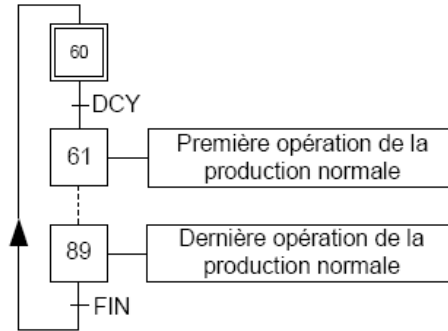 60
DCY
61
Première opération de la
production normale
89
Dernière opération de la
production normale
FIN